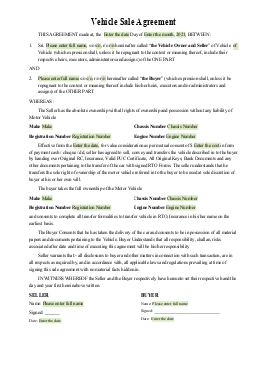 Vehicle Sale Agreement
THIS AGREEMENT made at, the Enter the date Day of Enter the month, 2021, BETWEEN:
1. Sri. Please enter full name, hereinafter called "the Vehicle Owner and Seller" of Vehicle of
Vehicle (which expression shall, unless it be repugnant to the context or meaning thereof, include their
respective heirs, executors, administrators and assigns) of the ONE PART
AND
2. Please enter full name hereinafter called "the Buyer" (which expression shall, unless it
be repugnant to the context or meaning thereof include his heirs, executors and administrators and
assigns) of the OTHER PART
WHEREAS:
The Seller has the absolute ownership with all rights of ownership and possession without any liability of
Motor Vehicle
Make Make Chassis Number Chassis Number
Registration Number Registration Number Engine Number Engine Number
Effective form the Enter the date, for value consideration payment and consent of $ Enter the cost in form
of payment cash / cheque/ dd, seller has agreed to sell, convey and transfer the vehicle described as to the buyer
by handing over Original RC, Insurance, Valid PUC Certificate, All Original Keys, Bank Documents and any
other documents pertaining to the transfer of the car with signed RTO Forms. The seller understands that the
transfer of the sole right of the ownership of the motor vehicle referred to in the buyer to the user at sole discretion of
buyer at his or her own will.
The buyer takes the full ownership of the Motor Vehicle
Make Make Chassis Number Chassis Number
Registration Number Registration Number Engine Number Engine Number
and consents to complete all transfer formalities to transfer vehicle in RTO, Insurance in his/her name on the
earliest basis.
The Buyer Consents that he has taken the delivery of the car and consents to be in possession of all material
papers and documents pertaining to the Vehicle. Buyer Understands that all responsibility, challan, risks
associated after date and time of executing this agreement will be his/her responsibility
Seller warrants that all disclosures to buyer and other matters in connection with such transaction, are in
all respects as required by, and in accordance with, all applicable laws and regulations prevailing at time of
signing this sale agreement with no material facts hidden etc.
IN WITNESS WHEREOF the Seller and the Buyer respectively have hereunto set their respective hand the
day and year first hereinabove written.
SELLER BUYER
Name Please enter full name Name Please enter full name
Signed Signed
Date Enter the date Date Enter the date